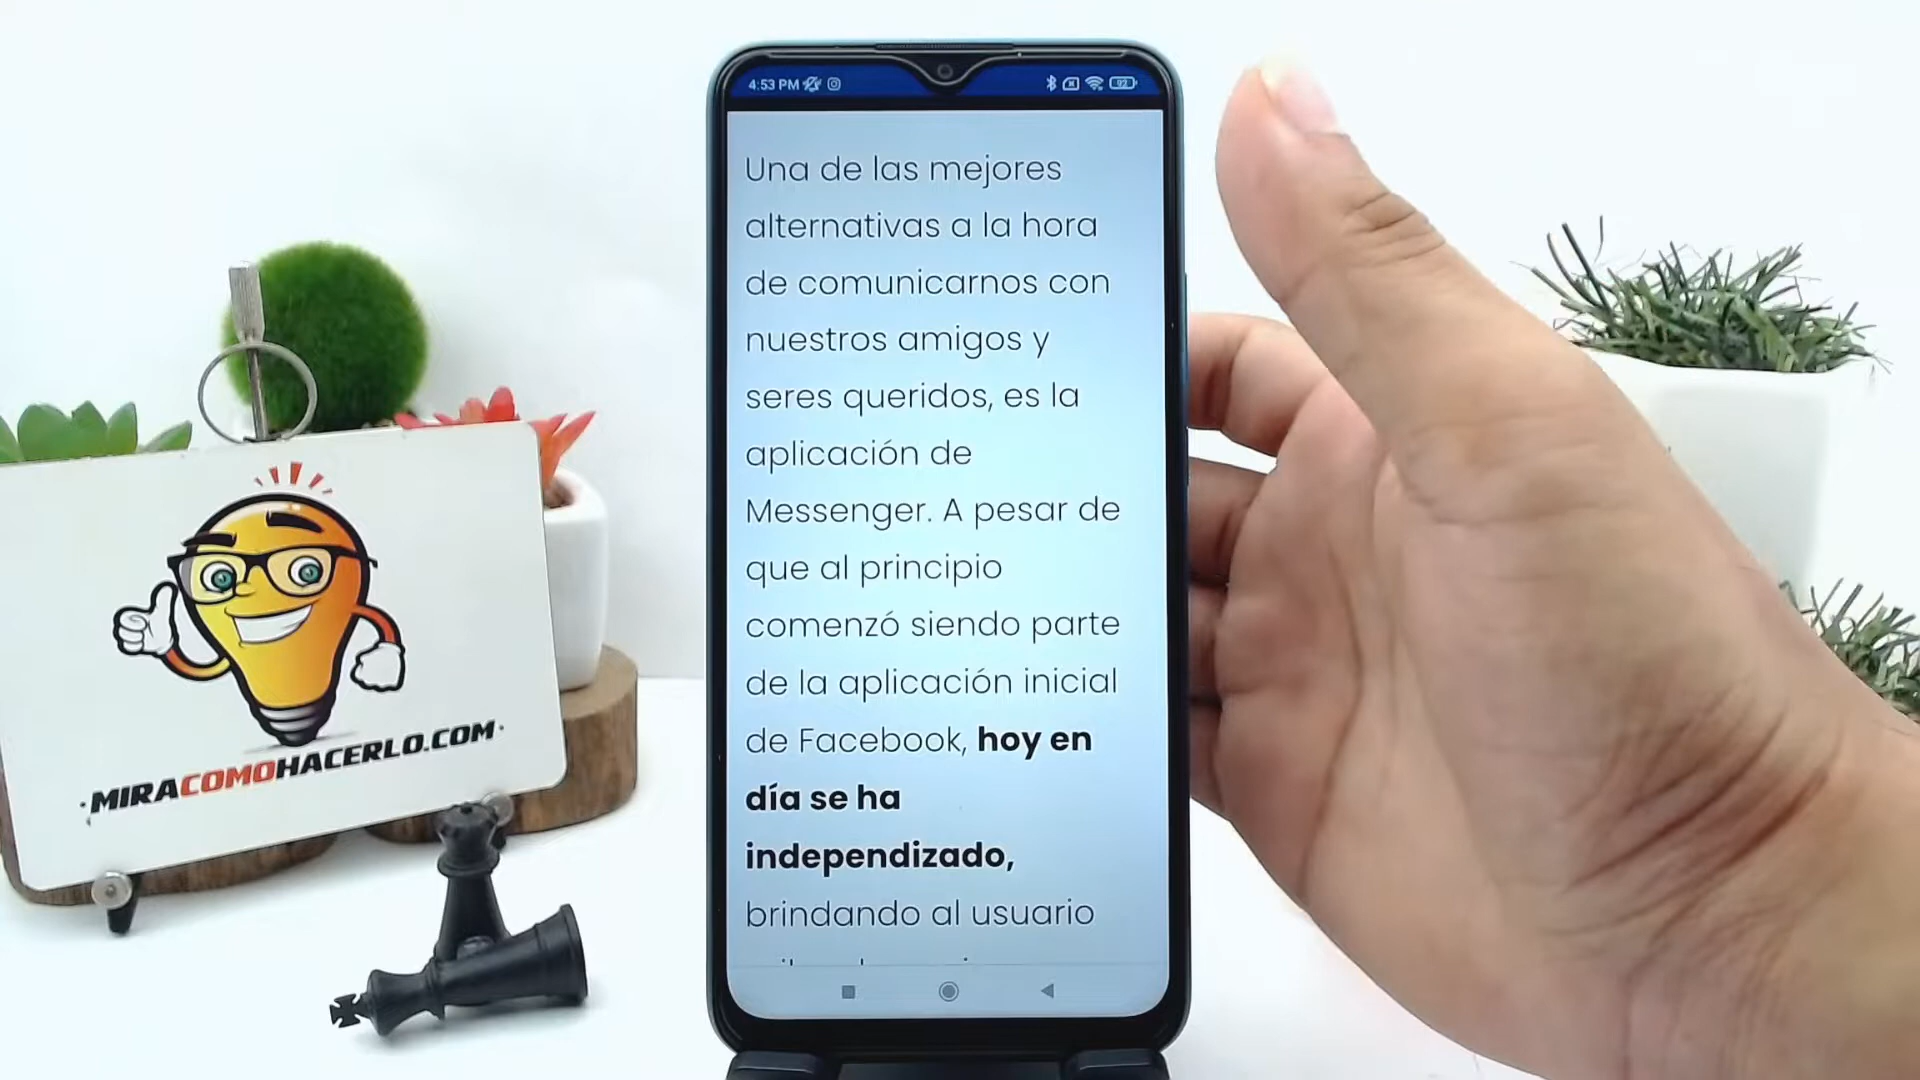 4:53 PM
92
Una de las mejores
alternativas a la hora
de comunicarnos con
nuestros amigos y
seres queridos, es la
aplicación de
Messenger. A pesar de
que al principio
comenzó siendo parte
de la aplicación inicial
de Facebook, hoy en
día se ha
independizado,
brindando al usuario
·MIRACOMOHACERLO.COM·